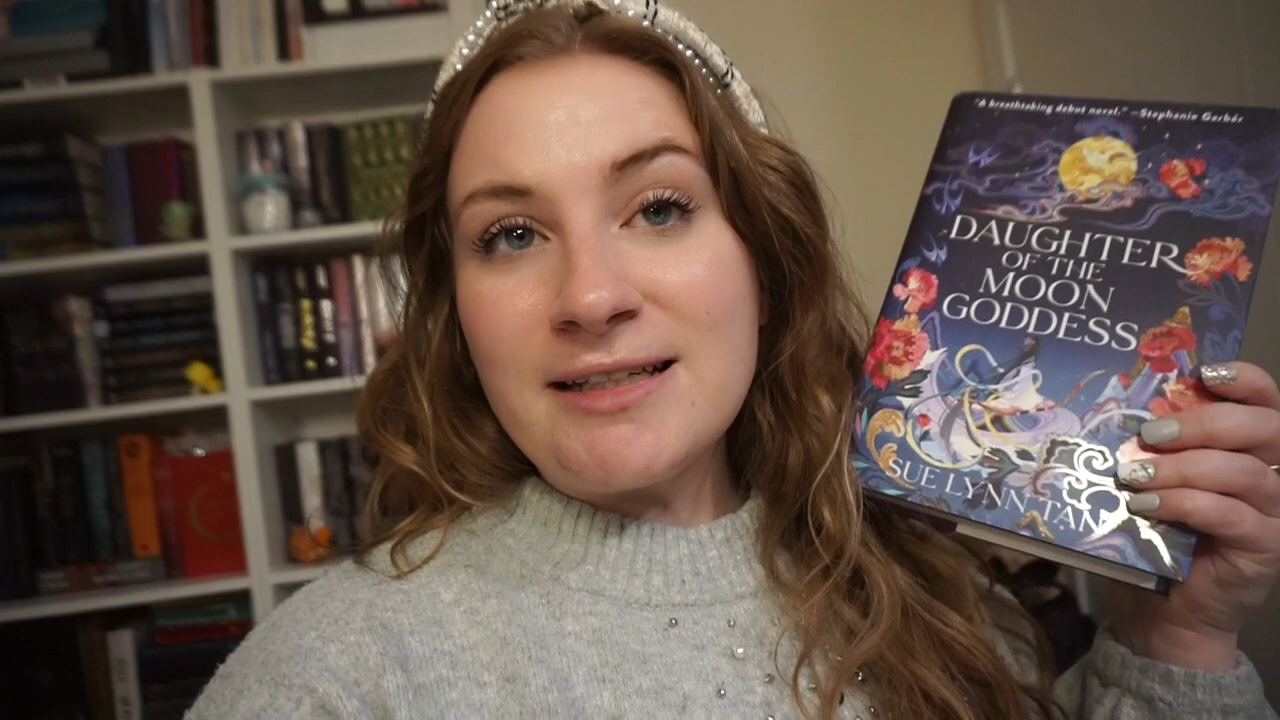 "A breathtaking debut novel." —Stephanie Garber
DAUGHTER
OF THE
MOON
GODDESS
SUE LYNN TAN